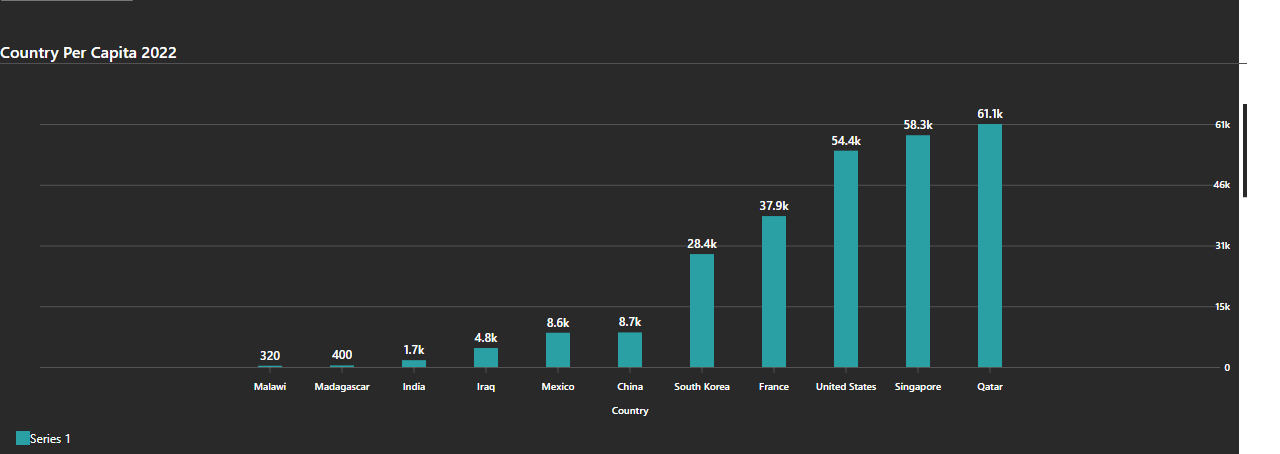 Country Per Capita 2022
61.1k
58.3k
61k
54.4k
46k
37.9k
28.4k
31k
15k
8.6k
8.7k
4.8k
1.7k
320
400
0
Malawi Madagascar India Iraq Mexico China South Korea France United States Singapore Qatar
Country
Series 1